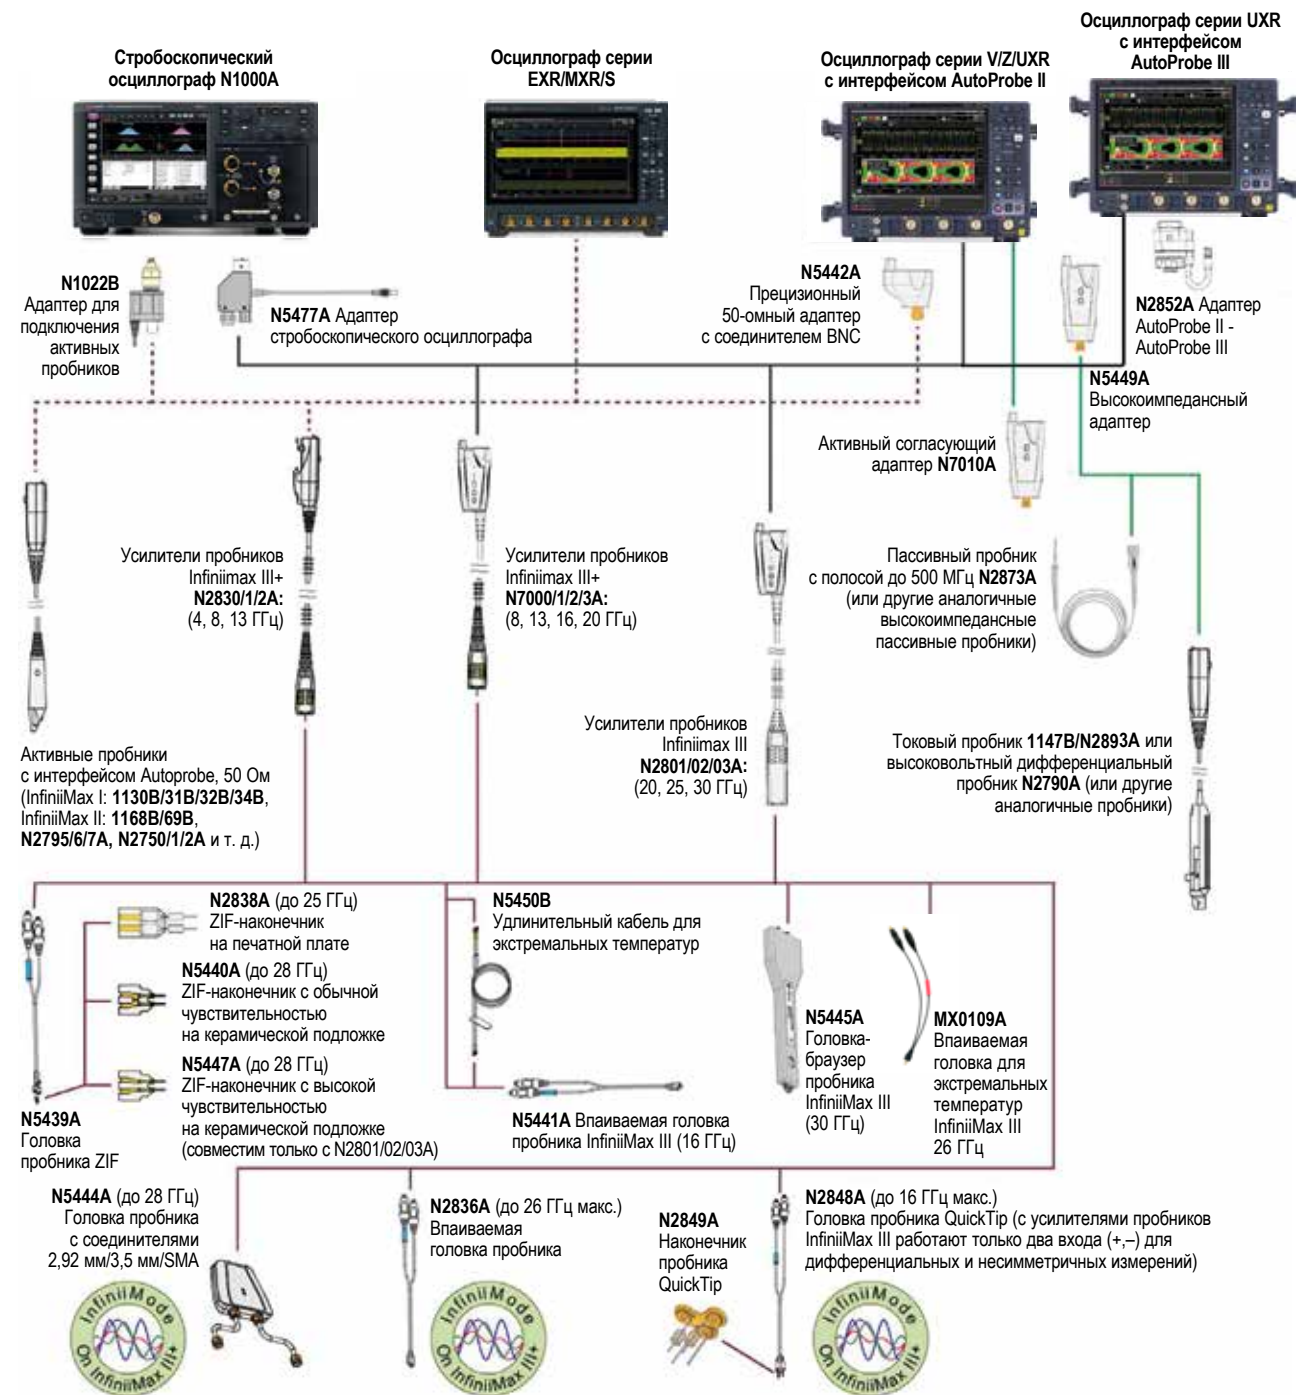 Стробоскопический
осциллограф N1000A
Осциллограф серии
EXR/MXR/S
Осциллограф серии V/Z/UXR
с интерфейсом AutoProbe II
Осциллограф серии UXR
с интерфейсом
AutoProbe III
N1022B
Адаптер для
подключения
активных
пробников
N5477A Адаптер
стробоскопического осциллографа
N5442A
Прецизионный
50-омный адаптер
с соединителем BNC
N2852A Адаптер
AutoProbe II -
AutoProbe III
N5449A
Высокоимпедансный
адаптер
Активный согласующий
адаптер N7010A
Усилители пробников
Infiniimax III+
N2830/1/2A:
(4, 8, 13 ГГц)
Усилители пробников
Infiniimax III+
N7000/1/2/3A:
(8, 13, 16, 20 ГГц)
Пассивный пробник
с полосой до 500 МГц N2873A
(или другие аналогичные
высокоимпедансные
пассивные пробники)
Активные пробники
с интерфейсом Autoprobe, 50 Ом
(InfiniiMax I: 1130B/31B/32B/34B,
InfiniiMax II: 1168B/69B,
N2795/6/7A, N2750/1/2A и т. д.)
Усилители пробников
Infiniimax III
N2801/02/03A:
(20, 25, 30 ГГц)
Токовый пробник 1147B/N2893A или
высоковольтный дифференциальный
пробник N2790A (или другие
аналогичные пробники)
N2838A (до 25 ГГц)
ZIF-наконечник
на печатной плате
N5440A (до 28 ГГц)
ZIF-наконечник с обычной
чувствительностью
на керамической подложке
N5447A (до 28 ГГц)
ZIF-наконечник с высокой
чувствительностью
на керамической подложке
(совместим только с N2801/02/03A)
N5439A
Головка
пробника ZIF
N5450B
Удлинительный кабель для
экстремальных температур
N5441A Впаиваемая головка
пробника InfiniiMax III (16 ГГц)
N5445A
Головка-
браузер
пробника
InfiniiMax III
(30 ГГц)
MX0109A
Впаиваемая
головка для
экстремальных
температур
InfiniiMax III
26 ГГц
N5444A (до 28 ГГц)
Головка пробника
с соединителями
2,92 мм/3,5 мм/SMA
N2836A (до 26 ГГц макс.)
Впаиваемая
головка пробника
N2849A
Наконечник
пробника
QuickTip
N2848A (до 16 ГГц макс.)
Головка пробника QuickTip (с усилителями пробников
InfiniiMax III работают только два входа (+,–) для
дифференциальных и несимметричных измерений)
InfiniiMode
On InfiniiMax III+
InfiniiMode
On InfiniiMax III+
InfiniiMode
On InfiniiMax III+